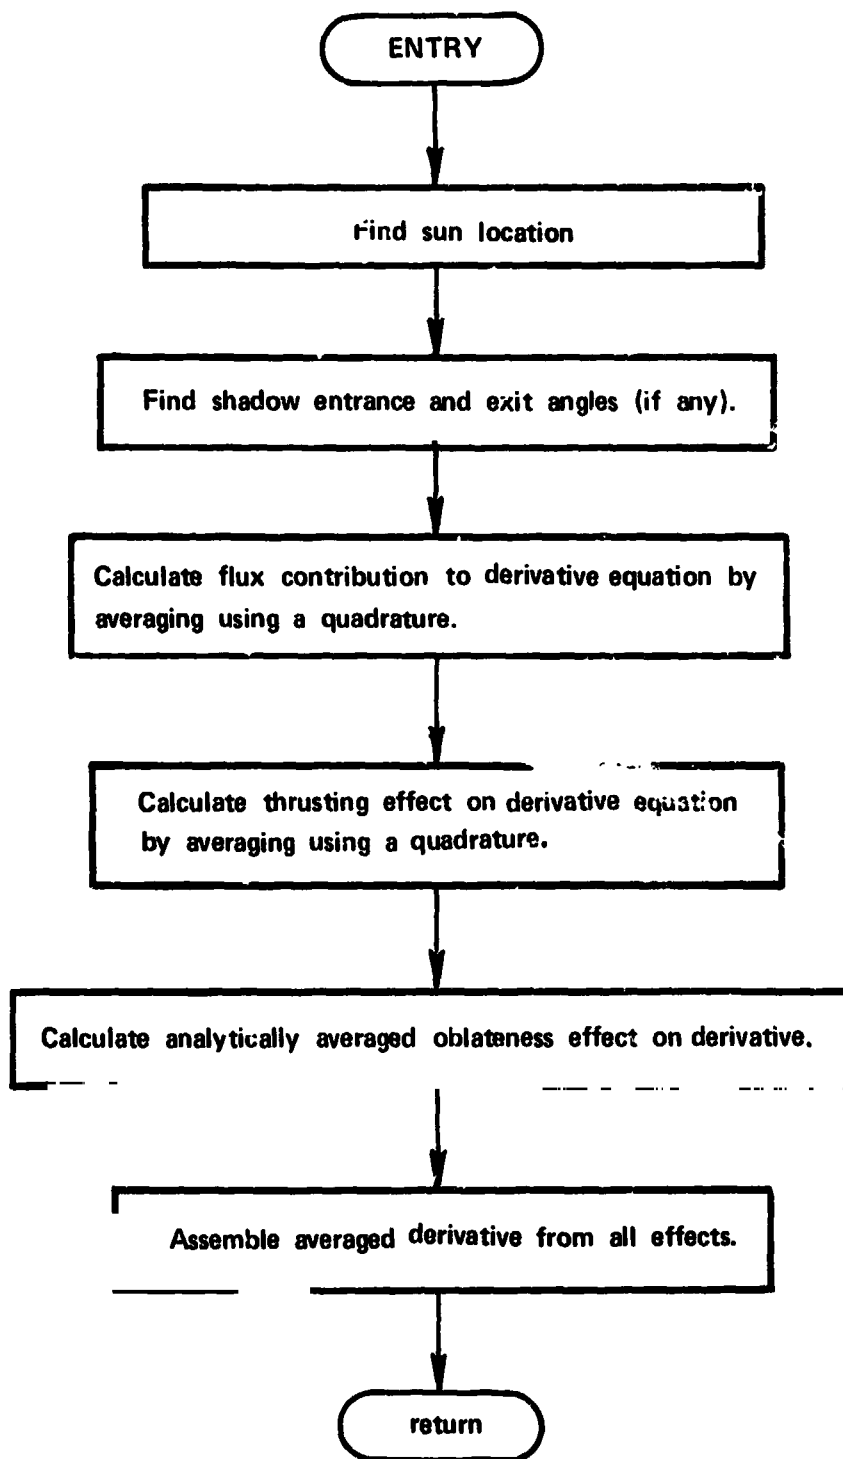 ENTRY
Find sun location
Find shadow entrance and exit angles (if any).
Calculate flux contribution to derivative equation by
averaging using a quadrature.
Calculate thrusting effect on derivative equation
by averaging using a quadrature.
Calculate analytically averaged oblateness effect on derivative.
Assemble averaged derivative from all effects.
return